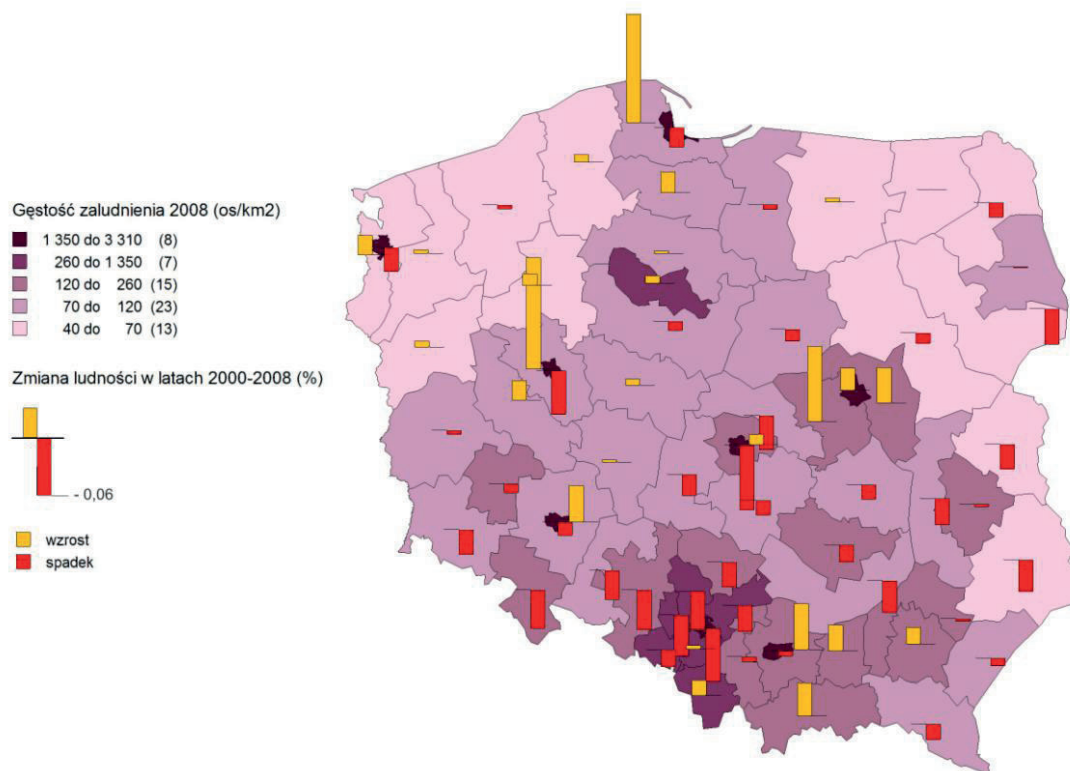 Gęstość zaludnienia 2008 (os/km2)
1 350 do 3 310 (8)
260 do 1 350 (7)
120 do 260 (15)
70 do 120 (23)
40 do 70 (13)
Zmiana ludności w latach 2000-2008 (%)
- 0,06
wzrost
spadek